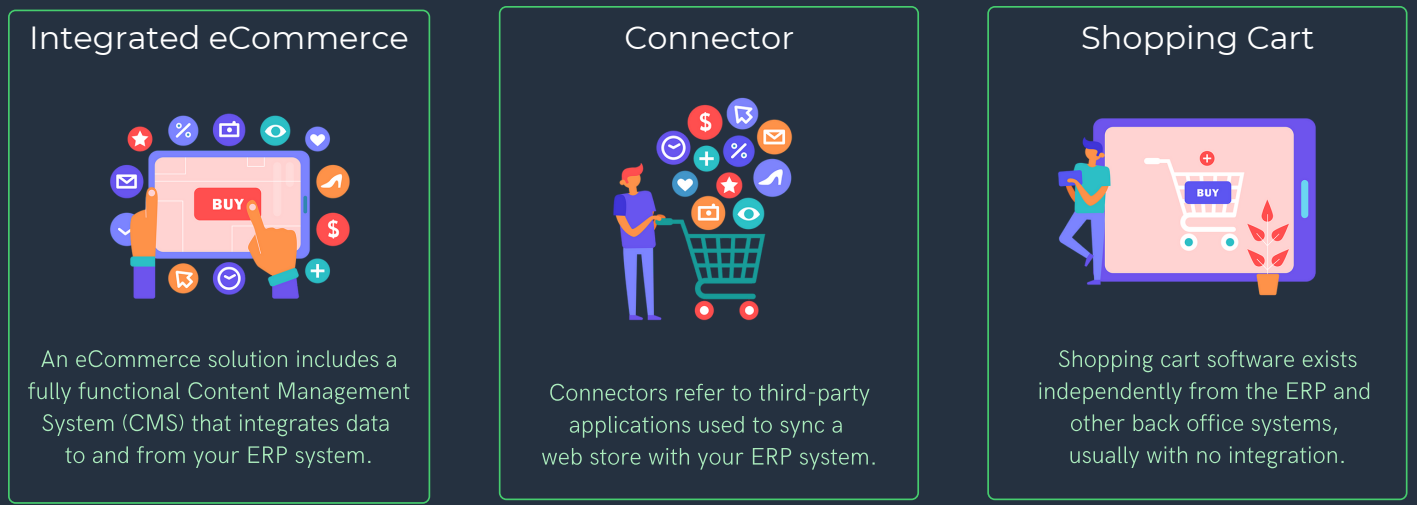 Integrated eCommerce
BUY
$
An eCommerce solution includes a
fully functional Content Management
System (CMS) that integrates data
to and from your ERP system.
Connector
$
%
Connectors refer to third-party
applications used to sync a
web store with your ERP system.
Shopping Cart
BUY
Shopping cart software exists
independently from the ERP and
other back office systems,
usually with no integration.